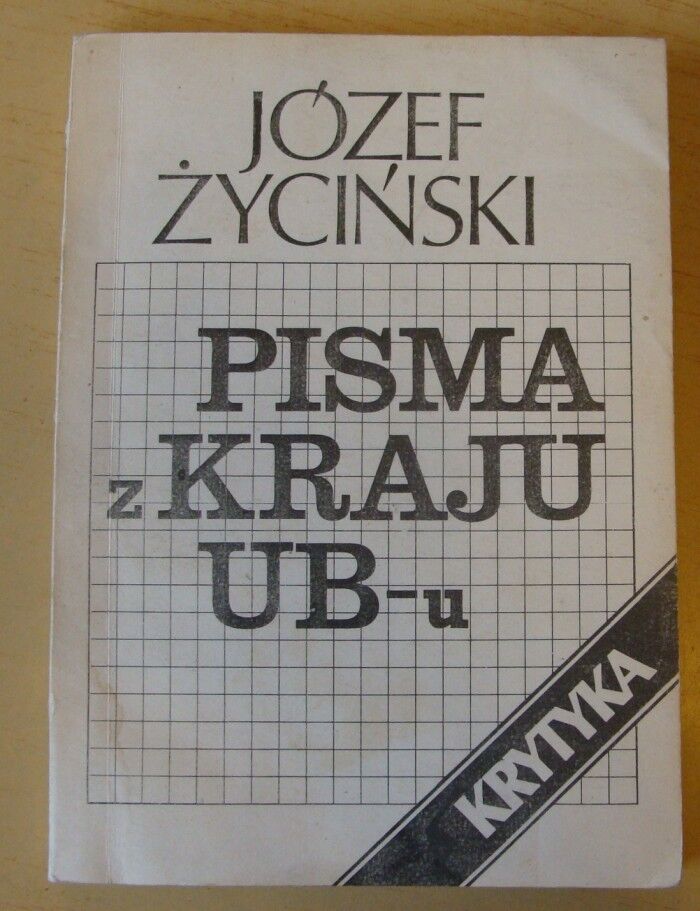 JÓZEF
ŻYCIŃSKI
PISMA
z KRAJU
UB-u
KRYTYKA